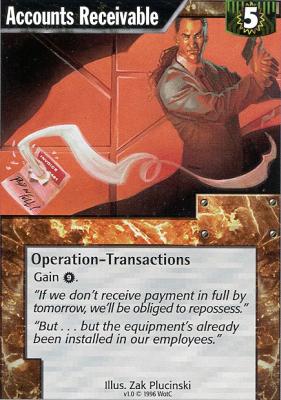 Accounts Receivable
5
INVOICE
Operation–Transactions
Gain 9.
“If we don’t receive payment in full by
tomorrow, we’ll be obliged to repossess.”
“But . . . but the equipment’s already
been installed in our employees.”
Illus. Zak Plucinski
v1.0 © 1996 WotC